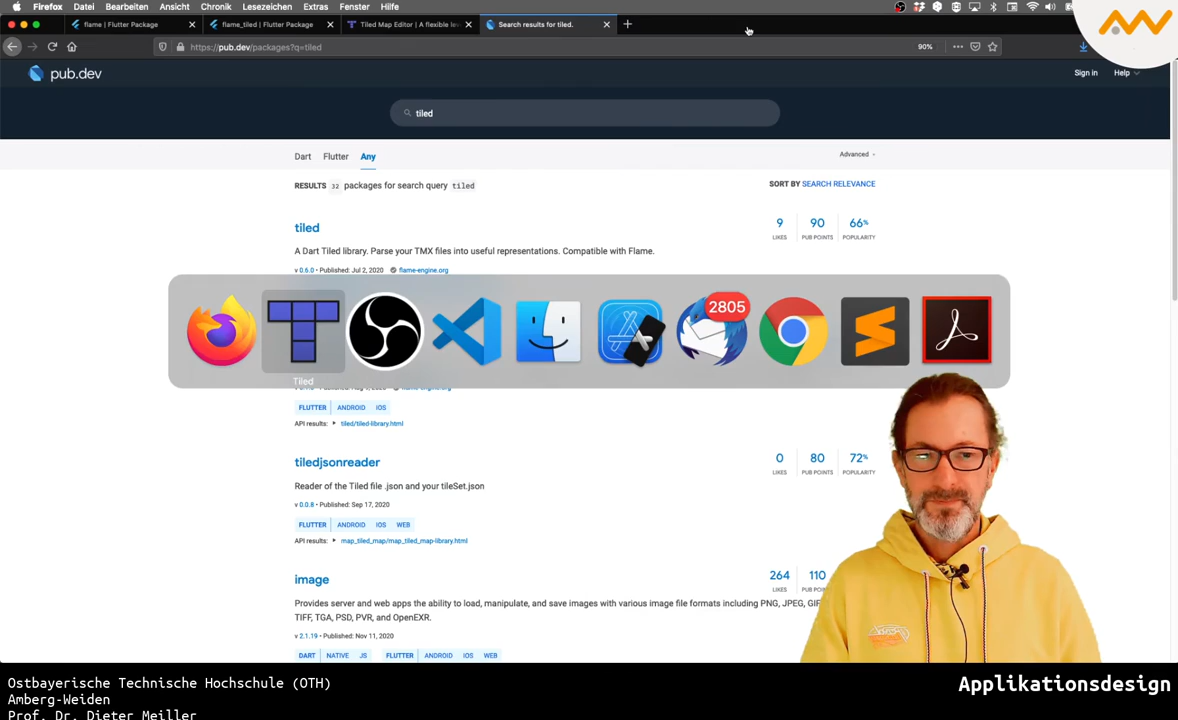 Firefox Datei Bearbeiten Ansicht Chronik Lesezeichen Extras Fenster Hilfe
flame | Flutter Package
flame_tiled | Flutter Package
Tiled Map Editor | A flexible lev
Search results for tiled.
https://pub.dev/packages?q=tiled
90%
pub.dev
Sign in
Help
tiled
Dart Flutter Any
Advanced
RESULTS 32 packages for search query tiled
SORT BY SEARCH RELEVANCE
tiled
9 90 66%
LIKES PUB POINTS POPULARITY
A Dart Tiled library. Parse your TMX files into useful representations. Compatible with Flame.
v 0.6.0 • Published: Jul 2, 2020 flame-engine.org
2805
Tiled
FLUTTER ANDROID IOS
API results: tiled/tiled-library.html
tiledjsonreader
0 80 72%
LIKES PUB POINTS POPULARITY
Reader of the Tiled file .json and your tileSet.json
v 0.0.8 • Published: Sep 17, 2020
FLUTTER ANDROID IOS WEB
API results: map_tiled_map/map_tiled_map-library.html
image
264 110
LIKES
Provides server and web apps the ability to load, manipulate, and save images with various image file formats including PNG, JPEG, GIF
TIFF, TGA, PSD, PVR, and OpenEXR.
v 2.1.19 • Published: Nov 11, 2020
DART NATIVE JS FLUTTER ANDROID IOS WEB
Ostbayerische Technische Hochschule (OTH)
Amberg-Weiden
Prof. Dr. Dieter Meiller
Applikationsdesign